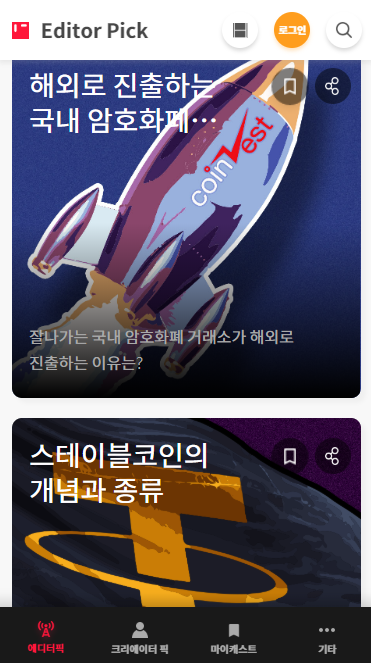 Editor Pick
로그인
해외로 진출하는
국내 암호화폐…
coinVest
잘나가는 국내 암호화폐 거래소가 해외로
진출하는 이유는?
스테이블코인의
개념과 종류
에디터픽
크리에이터 픽
마이캐스트
기타